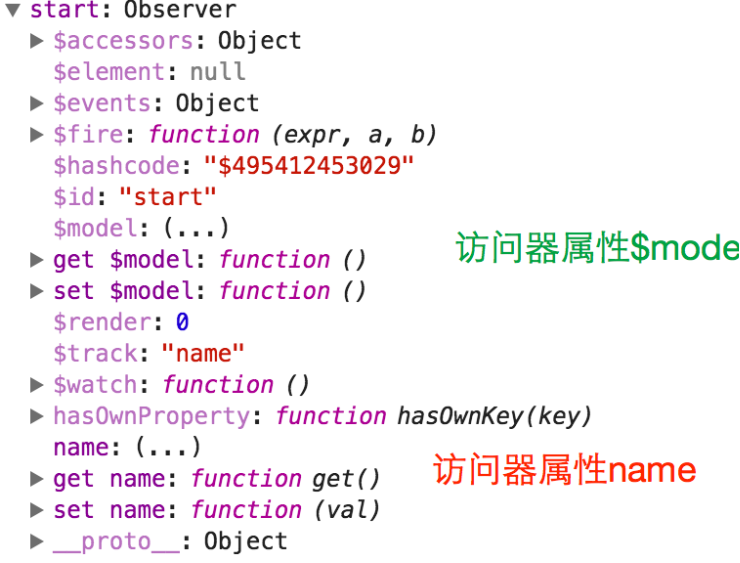 ▼ start: Observer
▶ $accessors: Object
$element: null
▶ $events: Object
▶ $fire: function (expr, a, b)
$hashcode: "$495412453029"
$id: "start"
$model: (...)
访问器属性$mode
▶ get $model: function ()
▶ set $model: function ()
$render: 0
$track: "name"
▶ $watch: function ()
▶ hasOwnProperty: function hasOwnKey(key)
name: (...)
访问器属性name
▶ get name: function get()
▶ set name: function (val)
▶ __proto__: Object